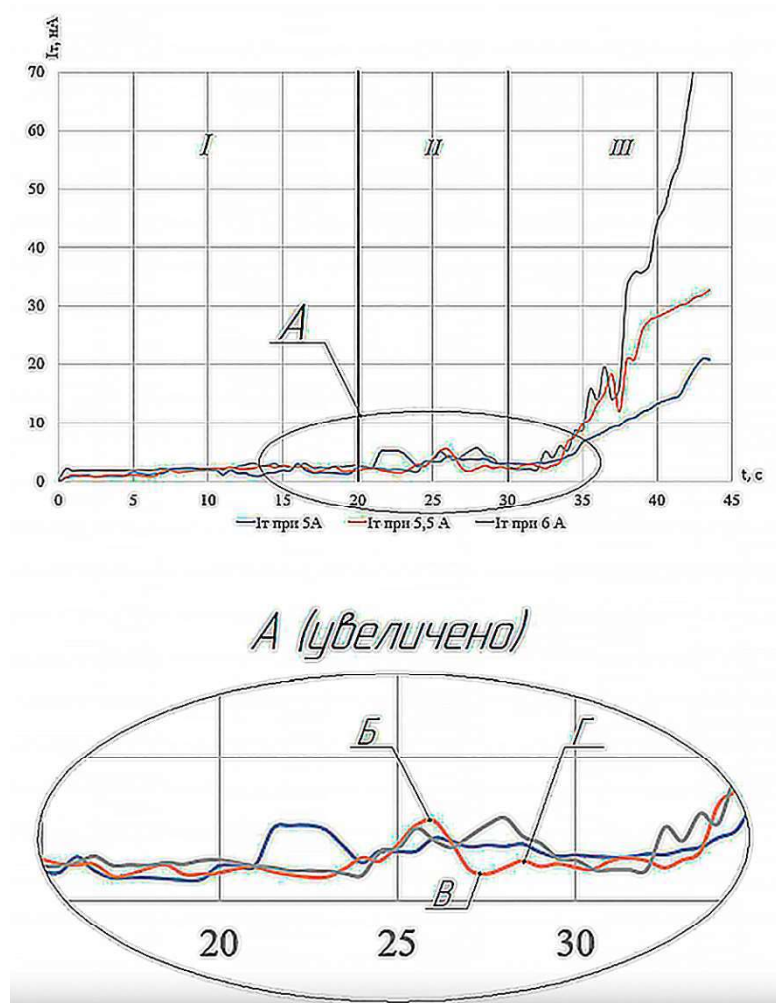 Iт, нА
70
I
II
III
60
50
40
30
А
20
10
0
0 5 10 15 20 25 30 35 40 45
t, с
Iт при 5А Iт при 5,5 А Iт при 6 А
А (увеличено)
Б
Г
В
20 25 30